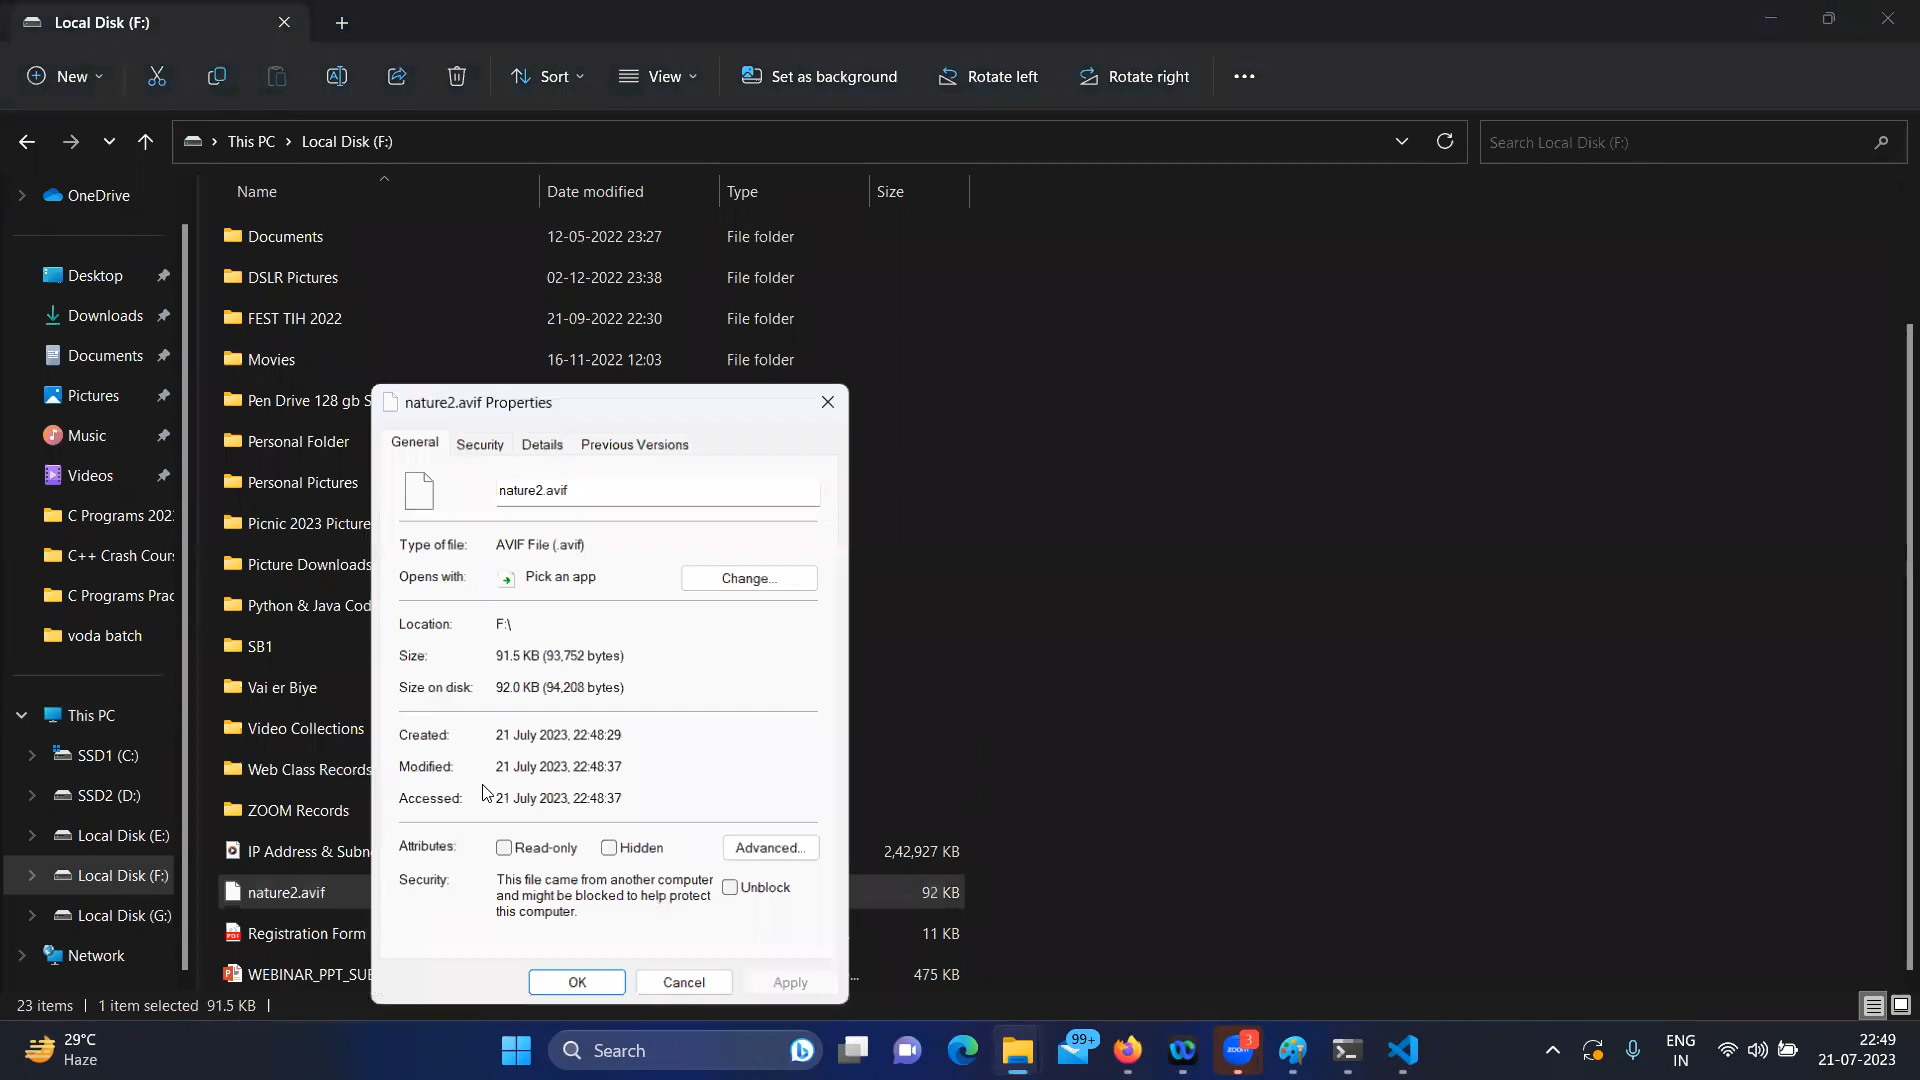 Local Disk (F:)
New
Sort
View
Set as background
Rotate left
Rotate right
This PC
Local Disk (F:)
Search Local Disk (F:)
OneDrive
Desktop
Downloads
Documents
Pictures
Music
Videos
C Programs 202
C++ Crash Cour
C Programs Prac
voda batch
This PC
SSD1 (C:)
SSD2 (D:)
Local Disk (E:)
Local Disk (F:)
Local Disk (G:)
Network
Name Date modified Type Size
Documents 12-05-2022 23:27 File folder
DSLR Pictures 02-12-2022 23:38 File folder
FEST TIH 2022 21-09-2022 22:30 File folder
Movies 16-11-2022 12:03 File folder
Pen Drive 128 gb S
Personal Folder
Personal Pictures
Picnic 2023 Picture
Picture Downloads
Python & Java Cod
SB1
Vai er Biye
Video Collections
Web Class Records
ZOOM Records
IP Address & Subn 2,42,927 KB
nature2.avif 92 KB
Registration Form 11 KB
WEBINAR_PPT_SUB ... 475 KB
nature2.avif Properties
General Security Details Previous Versions
nature2.avif
Type of file: AVIF File (.avif)
Opens with: Pick an app Change...
Location: F:\
Size: 91.5 KB (93,752 bytes)
Size on disk: 92.0 KB (94,208 bytes)
Created: 21 July 2023, 22:48:29
Modified: 21 July 2023, 22:48:37
Accessed: 21 July 2023, 22:48:37
Attributes: Read-only Hidden Advanced...
Security: This file came from another computer
and might be blocked to help protect
this computer.
Unblock
OK Cancel Apply
23 items 1 item selected 91.5 KB
29°C
Haze
Search
99+
zoom
3
ENG
IN
22:49
21-07-2023